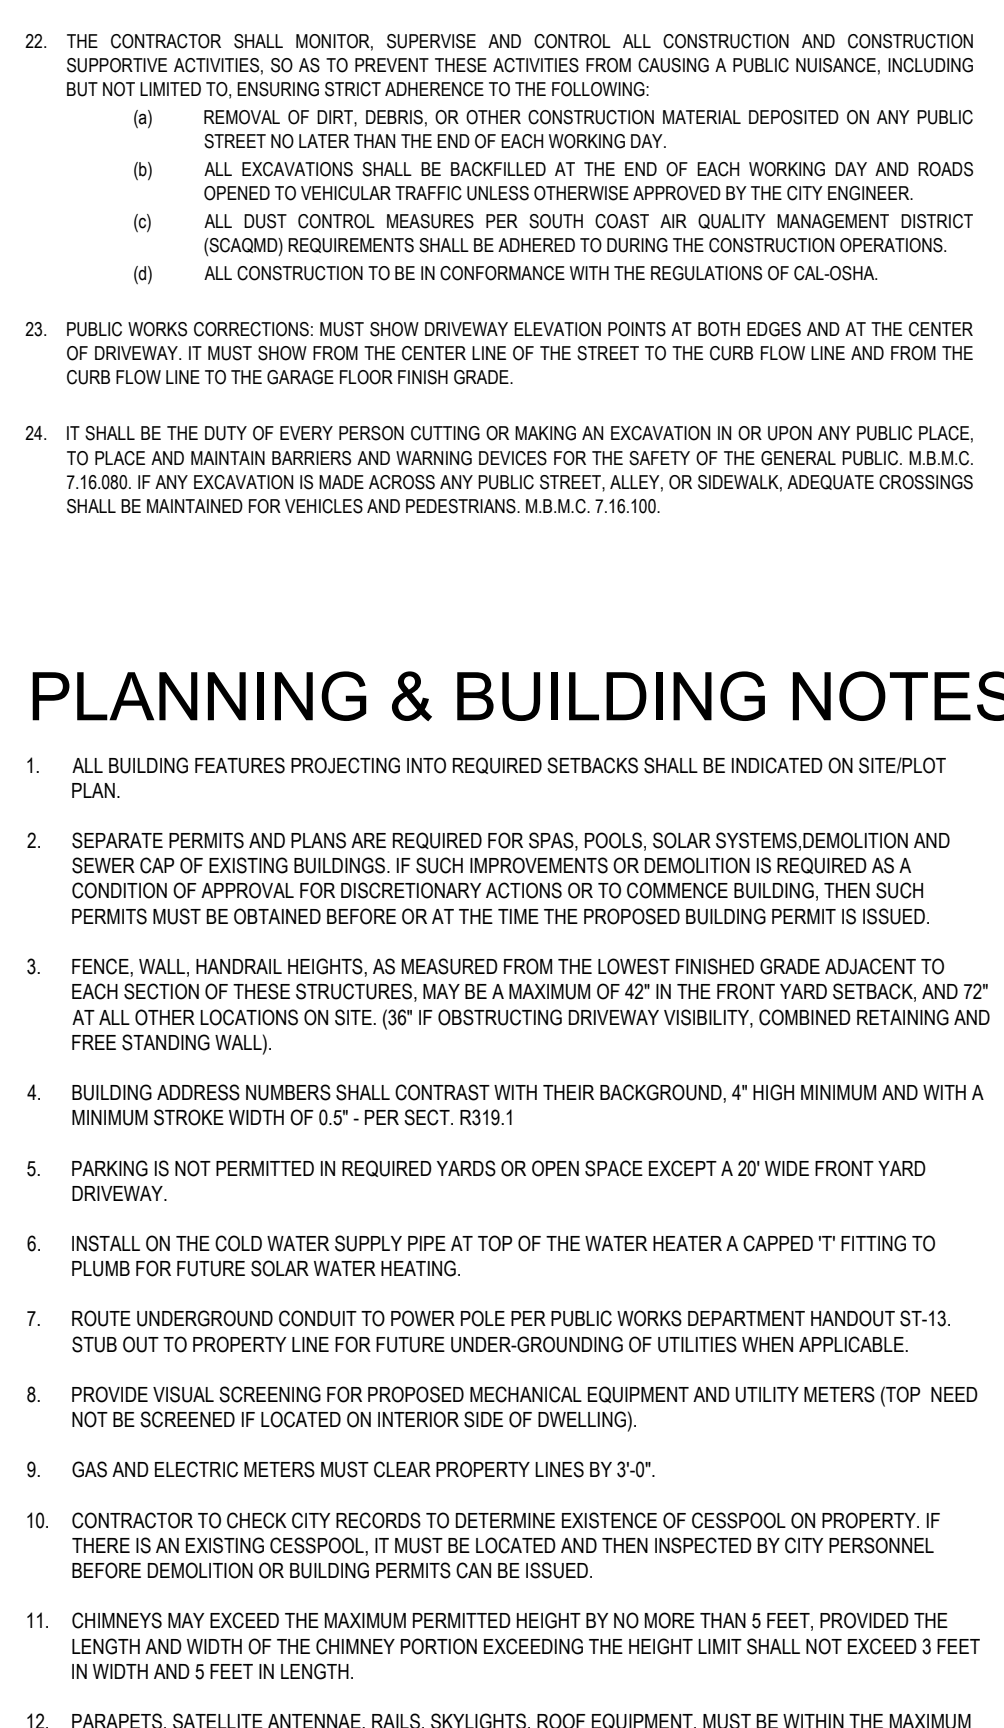 22. THE CONTRACTOR SHALL MONITOR, SUPERVISE AND CONTROL ALL CONSTRUCTION AND CONSTRUCTION
SUPPORTIVE ACTIVITIES, SO AS TO PREVENT THESE ACTIVITIES FROM CAUSING A PUBLIC NUISANCE, INCLUDING
BUT NOT LIMITED TO, ENSURING STRICT ADHERENCE TO THE FOLLOWING:
(a) REMOVAL OF DIRT, DEBRIS, OR OTHER CONSTRUCTION MATERIAL DEPOSITED ON ANY PUBLIC
STREET NO LATER THAN THE END OF EACH WORKING DAY.
(b) ALL EXCAVATIONS SHALL BE BACKFILLED AT THE END OF EACH WORKING DAY AND ROADS
OPENED TO VEHICULAR TRAFFIC UNLESS OTHERWISE APPROVED BY THE CITY ENGINEER.
(c) ALL DUST CONTROL MEASURES PER SOUTH COAST AIR QUALITY MANAGEMENT DISTRICT
(SCAQMD) REQUIREMENTS SHALL BE ADHERED TO DURING THE CONSTRUCTION OPERATIONS.
(d) ALL CONSTRUCTION TO BE IN CONFORMANCE WITH THE REGULATIONS OF CAL-OSHA.
23. PUBLIC WORKS CORRECTIONS: MUST SHOW DRIVEWAY ELEVATION POINTS AT BOTH EDGES AND AT THE CENTER
OF DRIVEWAY. IT MUST SHOW FROM THE CENTER LINE OF THE STREET TO THE CURB FLOW LINE AND FROM THE
CURB FLOW LINE TO THE GARAGE FLOOR FINISH GRADE.
24. IT SHALL BE THE DUTY OF EVERY PERSON CUTTING OR MAKING AN EXCAVATION IN OR UPON ANY PUBLIC PLACE,
TO PLACE AND MAINTAIN BARRIERS AND WARNING DEVICES FOR THE SAFETY OF THE GENERAL PUBLIC. M.B.M.C.
7.16.080. IF ANY EXCAVATION IS MADE ACROSS ANY PUBLIC STREET, ALLEY, OR SIDEWALK, ADEQUATE CROSSINGS
SHALL BE MAINTAINED FOR VEHICLES AND PEDESTRIANS. M.B.M.C. 7.16.100.
PLANNING & BUILDING NOTES
1. ALL BUILDING FEATURES PROJECTING INTO REQUIRED SETBACKS SHALL BE INDICATED ON SITE/PLOT
PLAN.
2. SEPARATE PERMITS AND PLANS ARE REQUIRED FOR SPAS, POOLS, SOLAR SYSTEMS,DEMOLITION AND
SEWER CAP OF EXISTING BUILDINGS. IF SUCH IMPROVEMENTS OR DEMOLITION IS REQUIRED AS A
CONDITION OF APPROVAL FOR DISCRETIONARY ACTIONS OR TO COMMENCE BUILDING, THEN SUCH
PERMITS MUST BE OBTAINED BEFORE OR AT THE TIME THE PROPOSED BUILDING PERMIT IS ISSUED.
3. FENCE, WALL, HANDRAIL HEIGHTS, AS MEASURED FROM THE LOWEST FINISHED GRADE ADJACENT TO
EACH SECTION OF THESE STRUCTURES, MAY BE A MAXIMUM OF 42" IN THE FRONT YARD SETBACK, AND 72"
AT ALL OTHER LOCATIONS ON SITE. (36" IF OBSTRUCTING DRIVEWAY VISIBILITY, COMBINED RETAINING AND
FREE STANDING WALL).
4. BUILDING ADDRESS NUMBERS SHALL CONTRAST WITH THEIR BACKGROUND, 4" HIGH MINIMUM AND WITH A
MINIMUM STROKE WIDTH OF 0.5" - PER SECT. R319.1
5. PARKING IS NOT PERMITTED IN REQUIRED YARDS OR OPEN SPACE EXCEPT A 20' WIDE FRONT YARD
DRIVEWAY.
6. INSTALL ON THE COLD WATER SUPPLY PIPE AT TOP OF THE WATER HEATER A CAPPED 'T' FITTING TO
PLUMB FOR FUTURE SOLAR WATER HEATING.
7. ROUTE UNDERGROUND CONDUIT TO POWER POLE PER PUBLIC WORKS DEPARTMENT HANDOUT ST-13.
STUB OUT TO PROPERTY LINE FOR FUTURE UNDER-GROUNDING OF UTILITIES WHEN APPLICABLE.
8. PROVIDE VISUAL SCREENING FOR PROPOSED MECHANICAL EQUIPMENT AND UTILITY METERS (TOP NEED
NOT BE SCREENED IF LOCATED ON INTERIOR SIDE OF DWELLING).
9. GAS AND ELECTRIC METERS MUST CLEAR PROPERTY LINES BY 3'-0".
10. CONTRACTOR TO CHECK CITY RECORDS TO DETERMINE EXISTENCE OF CESSPOOL ON PROPERTY. IF
THERE IS AN EXISTING CESSPOOL, IT MUST BE LOCATED AND THEN INSPECTED BY CITY PERSONNEL
BEFORE DEMOLITION OR BUILDING PERMITS CAN BE ISSUED.
11. CHIMNEYS MAY EXCEED THE MAXIMUM PERMITTED HEIGHT BY NO MORE THAN 5 FEET, PROVIDED THE
LENGTH AND WIDTH OF THE CHIMNEY PORTION EXCEEDING THE HEIGHT LIMIT SHALL NOT EXCEED 3 FEET
IN WIDTH AND 5 FEET IN LENGTH.
12. PARAPETS, SATELLITE ANTENNAE, RAILS, SKYLIGHTS, ROOF EQUIPMENT, MUST BE WITHIN THE MAXIMUM